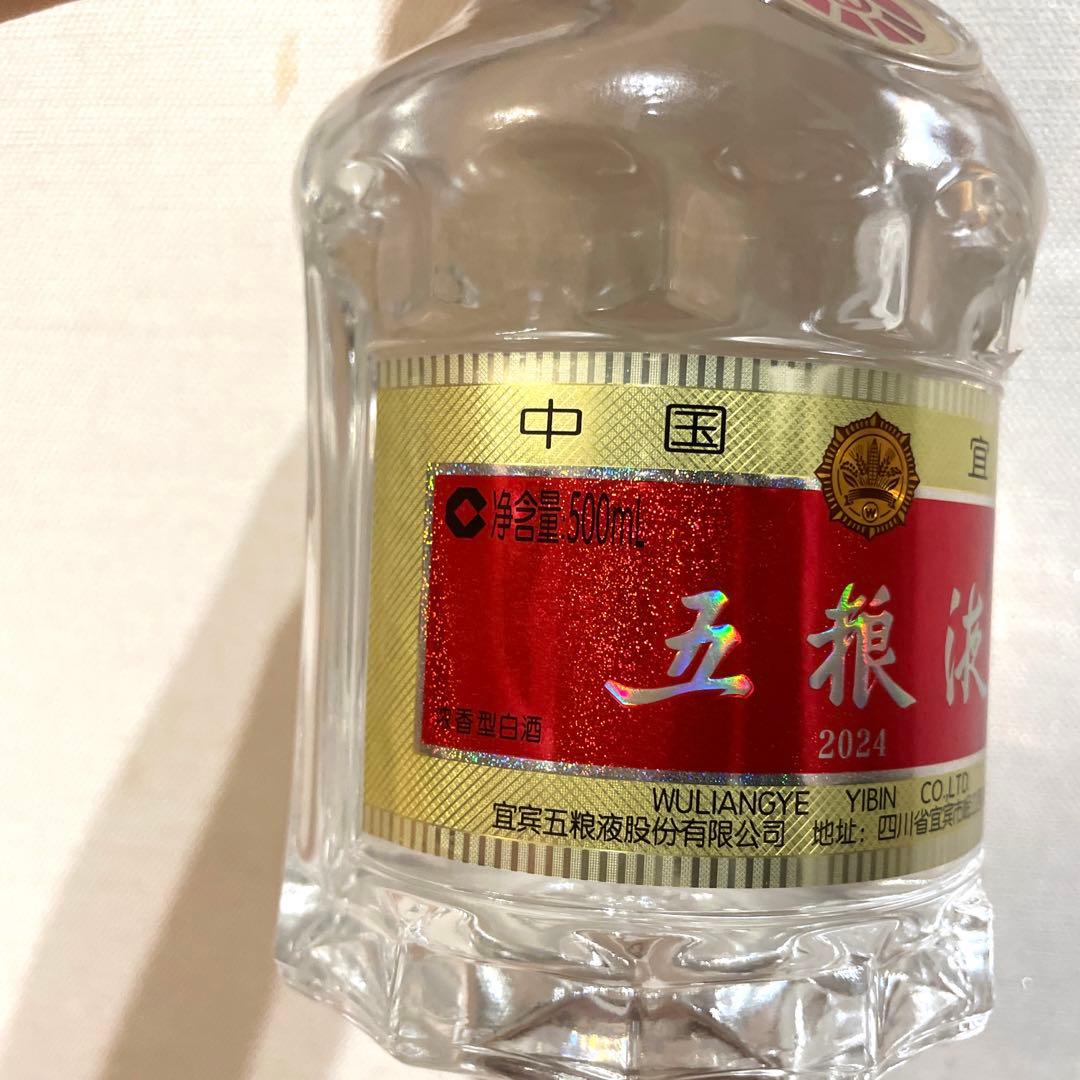 中国 宜
净含量:500mL
五粮液
2024
浓香型白酒
WULIANGYE YIBIN CO.,LTD.
宜宾五粮液股份有限公司 地址：四川省宜宾市